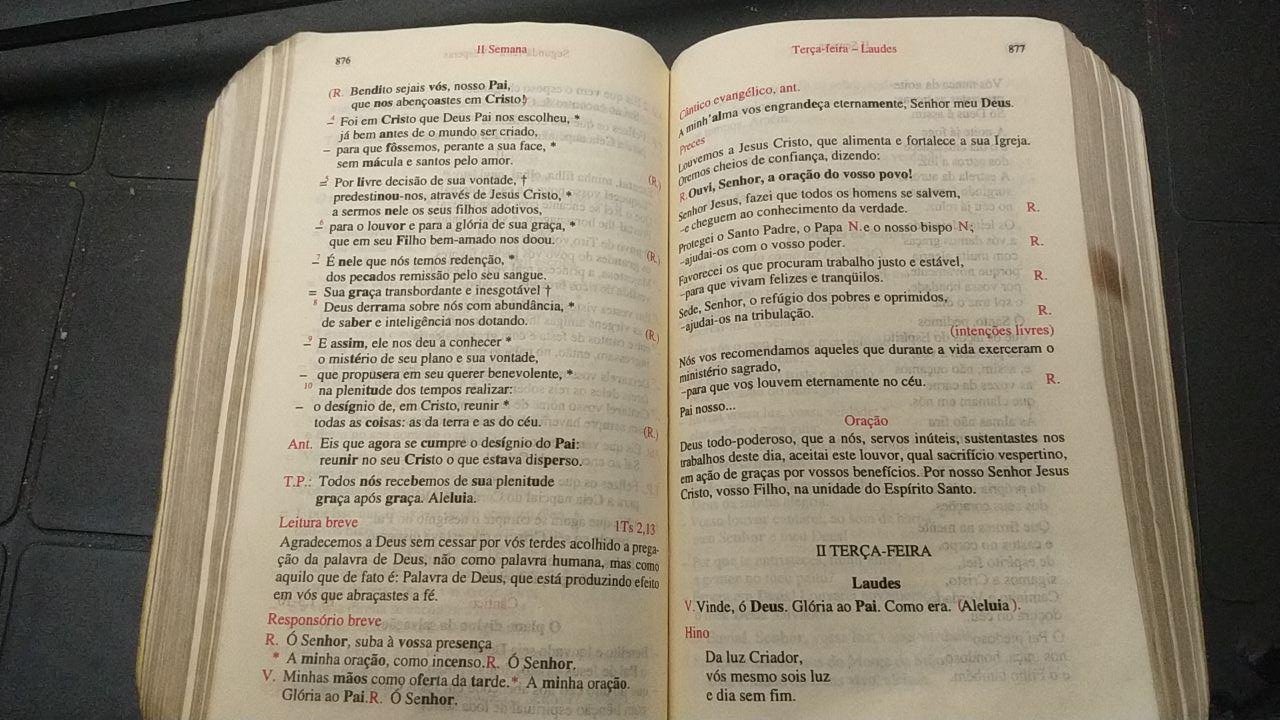 876
II Semana
(R. Bendito sejais vós, nosso Pai,
que nos abençoastes em Cristo!)
–4 Foi em Cristo que Deus Pai nos escolheu, *
já bem antes de o mundo ser criado,
– para que fôssemos, perante a sua face, *
sem mácula e santos pelo amor.
(R.)
=5 Por livre decisão de sua vontade, †
predestinou-nos, através de Jesus Cristo, *
a sermos nele os seus filhos adotivos,
–6 para o louvor e para a glória de sua graça, *
que em seu Filho bem-amado nos doou.
(R.)
–7 É nele que nós temos redenção, *
dos pecados remissão pelo seu sangue.
= Sua graça transbordante e inesgotável †
8 Deus derrama sobre nós com abundância, *
de saber e inteligência nos dotando.
(R.)
–9 E assim, ele nos deu a conhecer *
o mistério de seu plano e sua vontade,
– que propusera em seu querer benevolente, *
10 na plenitude dos tempos realizar:
– o desígnio de, em Cristo, reunir *
todas as coisas: as da terra e as do céu.
(R.)
Ant. Eis que agora se cumpre o desígnio do Pai:
reunir no seu Cristo o que estava disperso.
T.P.: Todos nós recebemos de sua plenitude
graça após graça. Aleluia.
Leitura breve 1Ts 2,13
Agradecemos a Deus sem cessar por vós terdes acolhido a prega-
ção da palavra de Deus, não como palavra humana, mas como
aquilo que de fato é: Palavra de Deus, que está produzindo efeito
em vós que abraçastes a fé.
Responsório breve
R. Ó Senhor, suba à vossa presença
* A minha oração, como incenso. R. Ó Senhor.
V. Minhas mãos como oferta da tarde. * A minha oração.
Glória ao Pai. R. Ó Senhor.
Terça-feira – Laudes
877
Cântico evangélico, ant.
A minh'alma vos engrandeça eternamente, Senhor meu Deus.
Preces
Louvemos a Jesus Cristo, que alimenta e fortalece a sua Igreja.
Oremos cheios de confiança, dizendo:
R. Ouvi, Senhor, a oração do vosso povo!
Senhor Jesus, fazei que todos os homens se salvem,
–e cheguem ao conhecimento da verdade. R.
Protegei o Santo Padre, o Papa N. e o nosso bispo N;
–ajudai-os com o vosso poder. R.
Favorecei os que procuram trabalho justo e estável,
–para que vivam felizes e tranqüilos. R.
Sede, Senhor, o refúgio dos pobres e oprimidos,
–ajudai-os na tribulação. R.
(intenções livres)
Nós vos recomendamos aqueles que durante a vida exerceram o
ministério sagrado,
–para que vos louvem eternamente no céu. R.
Pai nosso...
Oração
Deus todo-poderoso, que a nós, servos inúteis, sustentastes nos
trabalhos deste dia, aceitai este louvor, qual sacrifício vespertino,
em ação de graças por vossos benefícios. Por nosso Senhor Jesus
Cristo, vosso Filho, na unidade do Espírito Santo.
II TERÇA-FEIRA
Laudes
V. Vinde, ó Deus. Glória ao Pai. Como era. (Aleluia).
Hino
Da luz Criador,
vós mesmo sois luz
e dia sem fim.